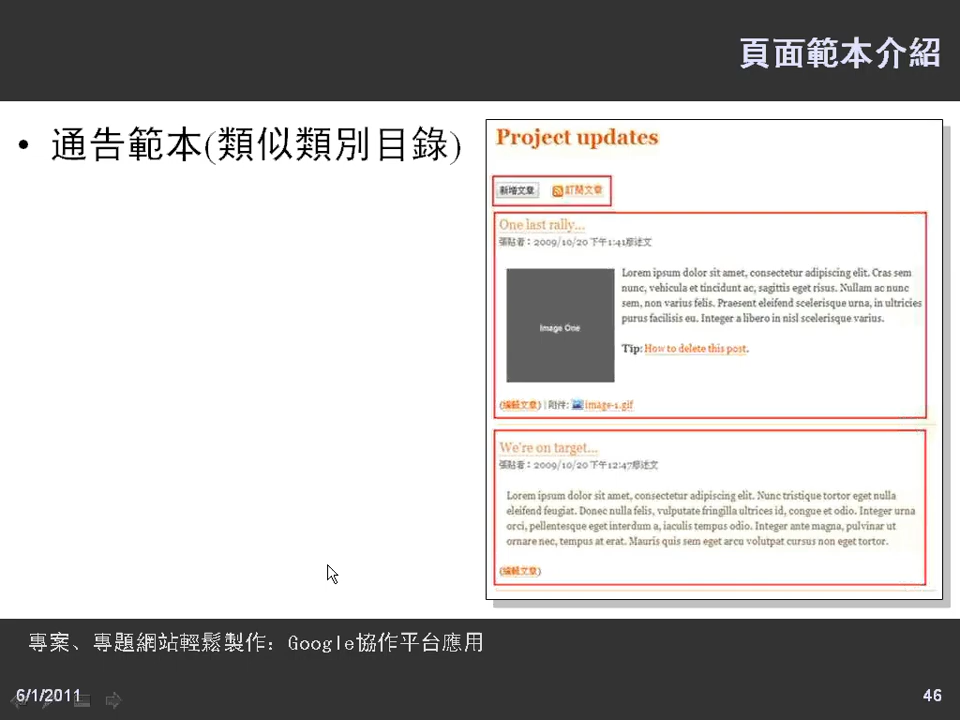 頁面範本介紹
• 通告範本(類似類別目錄)
Project updates
新增文章 訂閱文章
One last rally...
張貼者：2009/10/20 下午1:41廖述文
Lorem ipsum dolor sit amet, consectetur adipiscing elit. Cras sem
nunc, vehicula et tincidunt ac, sagittis eget risus. Nullam ac nunc
sem, non varius felis. Praesent eleifend scelerisque urna, in ultricies
purus facilisis eu. Integer a libero in nisl scelerisque varius.
Image One
Tip: How to delete this post.
(編輯文章) | 附件: image-1.gif
We're on target...
張貼者：2009/10/20 下午12:47廖述文
Lorem ipsum dolor sit amet, consectetur adipiscing elit. Nunc tristique tortor eget nulla
eleifend feugiat. Donec nulla felis, vulputate fringilla ultrices id, congue et odio. Integer urna
orci, pellentesque eget interdum a, iaculis tempus odio. Integer ante magna, pulvinar ut
ornare nec, tempus at erat. Mauris quis sem eget arcu volutpat cursus non eget tortor.
(編輯文章)
專案、專題網站輕鬆製作：Google協作平台應用
6/1/2011
46